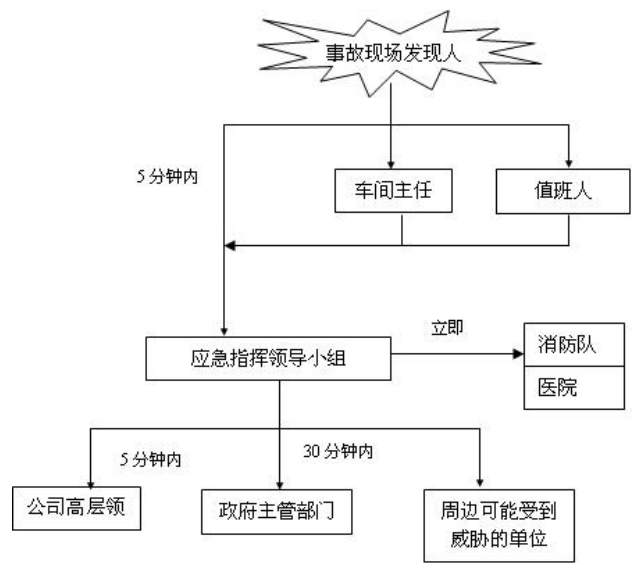 事故现场发现人
5分钟内
车间主任
值班人
立即
应急指挥领导小组
消防队
医院
5分钟内
30分钟内
公司高层领
政府主管部门
周边可能受到
威胁的单位